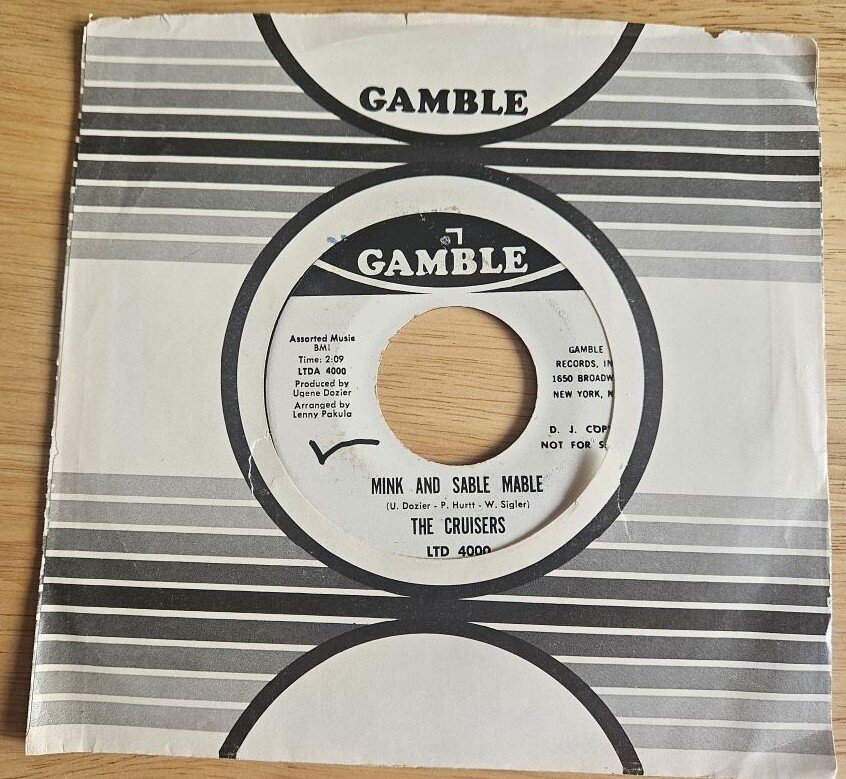 GAMBLE
GAMBLE
Assorted Music
BMI
Time: 2:09
LTDA 4000
Produced by
Ugene Dozier
Arranged by
Lenny Pakula
GAMBLE
RECORDS, IN
1650 BROADW
NEW YORK, N
D. J. COP
NOT FOR S
MINK AND SABLE MABLE
(U. Dozier - P. Hurtt - W. Sigler)
THE CRUISERS
LTD 4000